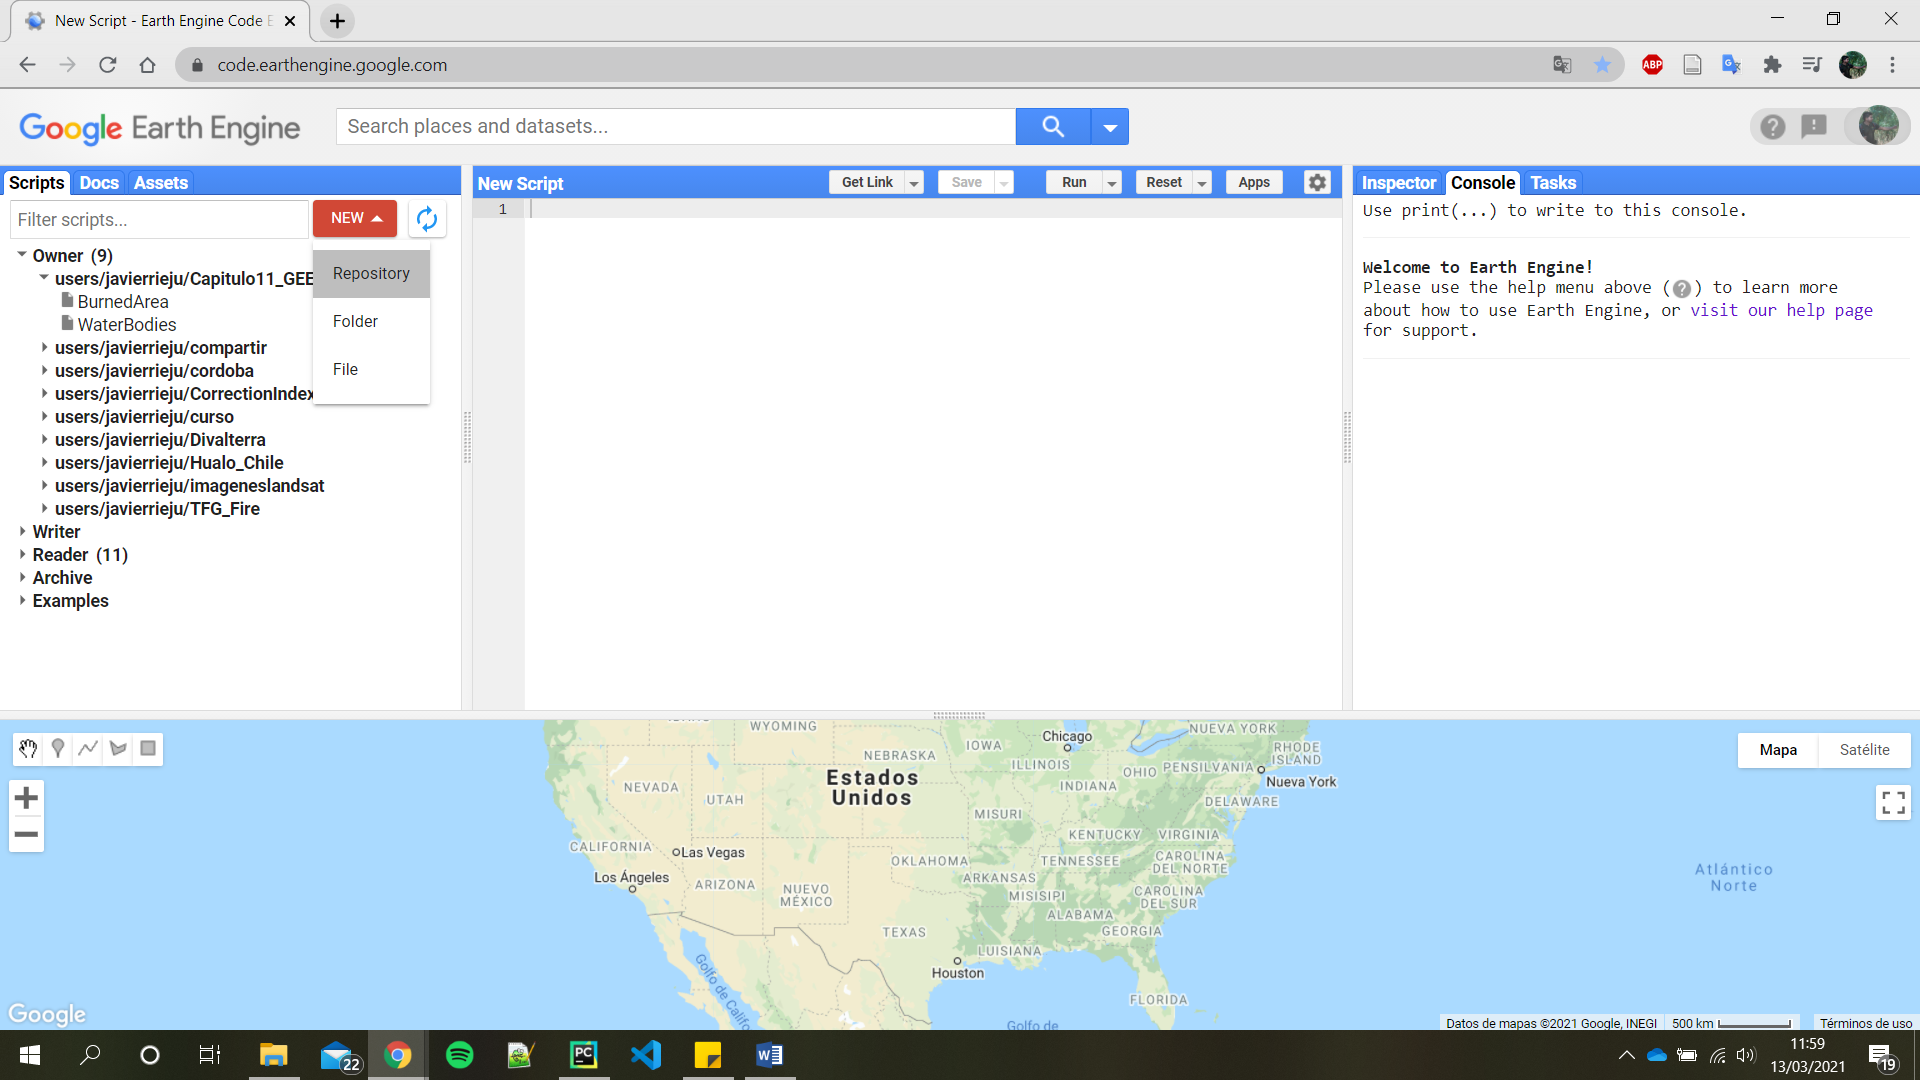 New Script - Earth Engine Code E
code.earthengine.google.com
ABP
Google Earth Engine
Search places and datasets...
Scripts Docs Assets
New Script
Get Link
Save
Run
Reset
Apps
Inspector Console Tasks
Filter scripts...
NEW
Repository
Folder
File
Owner (9)
users/javierrieju/Capitulo11_GEE
BurnedArea
WaterBodies
users/javierrieju/compartir
users/javierrieju/cordoba
users/javierrieju/CorrectionIndex
users/javierrieju/curso
users/javierrieju/Divalterra
users/javierrieju/Hualo_Chile
users/javierrieju/imageneslandsat
users/javierrieju/TFG_Fire
Writer
Reader (11)
Archive
Examples
1
Use print(...) to write to this console.
Welcome to Earth Engine!
Please use the help menu above (?) to learn more
about how to use Earth Engine, or visit our help page
for support.
Mapa
Satélite
WYOMING
NEBRASKA
IOWA
Chicago
NUEVA YORK
RHODE
ISLAND
ILLINOIS
OHIO
PENSILVANIA
Nueva York
Estados
Unidos
NEVADA
UTAH
INDIANA
DELAWARE
MISURI
KENTUCKY
VIRGINIA
CALIFORNIA
Las Vegas
OKLAHOMA
TENNESSEE
CAROLINA
DEL NORTE
Los Ángeles
ARIZONA
NUEVO
MÉXICO
ARKANSAS
MISISIPI
CAROLINA
DEL SUR
ALABAMA
GEORGIA
TEXAS
LUISIANA
Houston
FLORIDA
Atlántico
Norte
Golfo de Califo
Golfo de
Google
Datos de mapas ©2021 Google, INEGI
500 km
Términos de uso
22
PC
11:59
13/03/2021
19